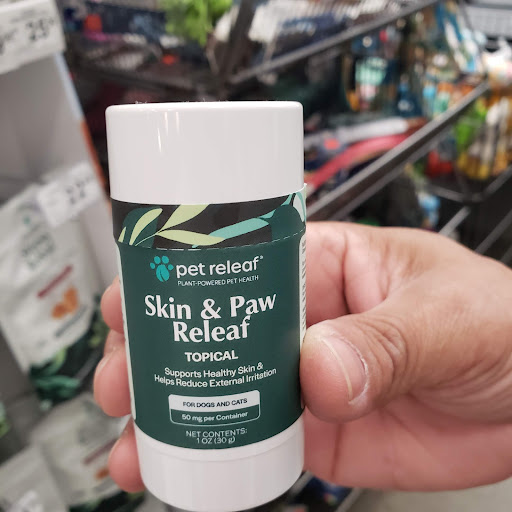 pet releaf®
PLANT-POWERED PET HEALTH
Skin & Paw
Releaf
TOPICAL
Supports Healthy Skin &
Helps Reduce External Irritation
FOR DOGS AND CATS
50 mg per Container
NET CONTENTS:
1 OZ (30 g)